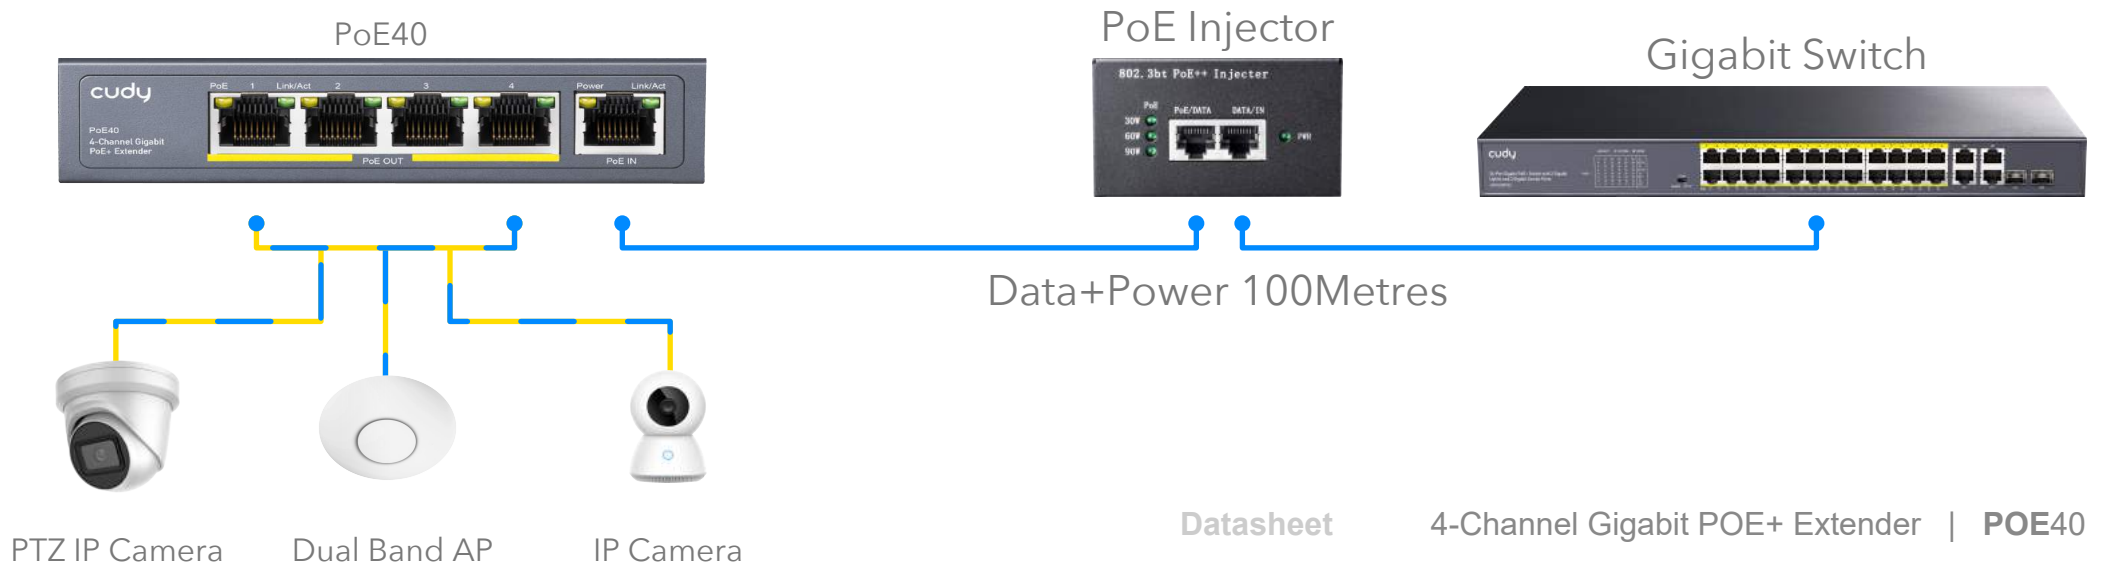 PoE40
PoE Injector
Gigabit Switch
cudy
PoE 1 Link/Act 2 3 4 Power Link/Act
PoE40
4-Channel Gigabit
PoE+ Extender
PoE OUT
PoE IN
802.3bt PoE++ Injecter
PoE
PoE/DATA DATA/IN
30W
60W
90W
PWR
cudy
Data+Power 100Metres
PTZ IP Camera
Dual Band AP
IP Camera
Datasheet
4-Channel Gigabit POE+ Extender | POE40